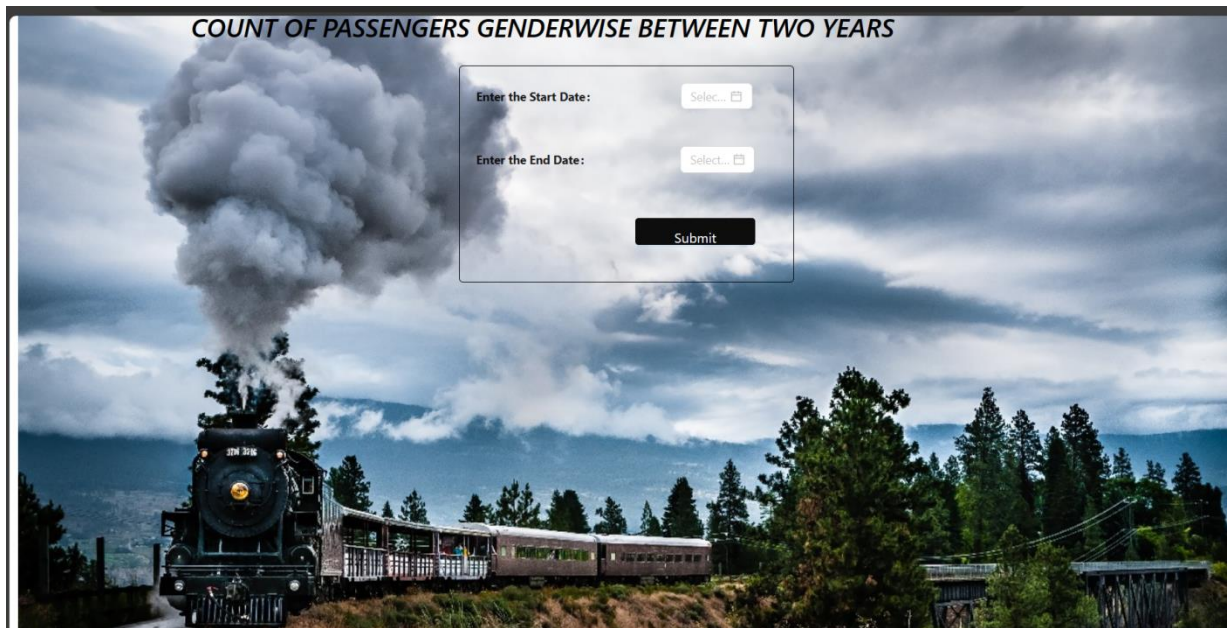 COUNT OF PASSENGERS GENDERWISE BETWEEN TWO YEARS
Enter the Start Date:
Selec...
Enter the End Date:
Select...
Submit